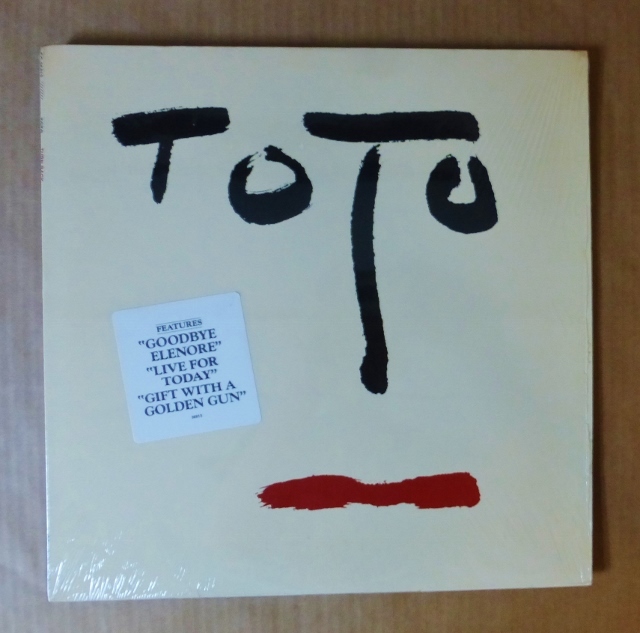 TOTO
FEATURES
"GOODBYE
ELENORE"
"LIVE FOR
TODAY"
"GIFT WITH A
GOLDEN GUN"